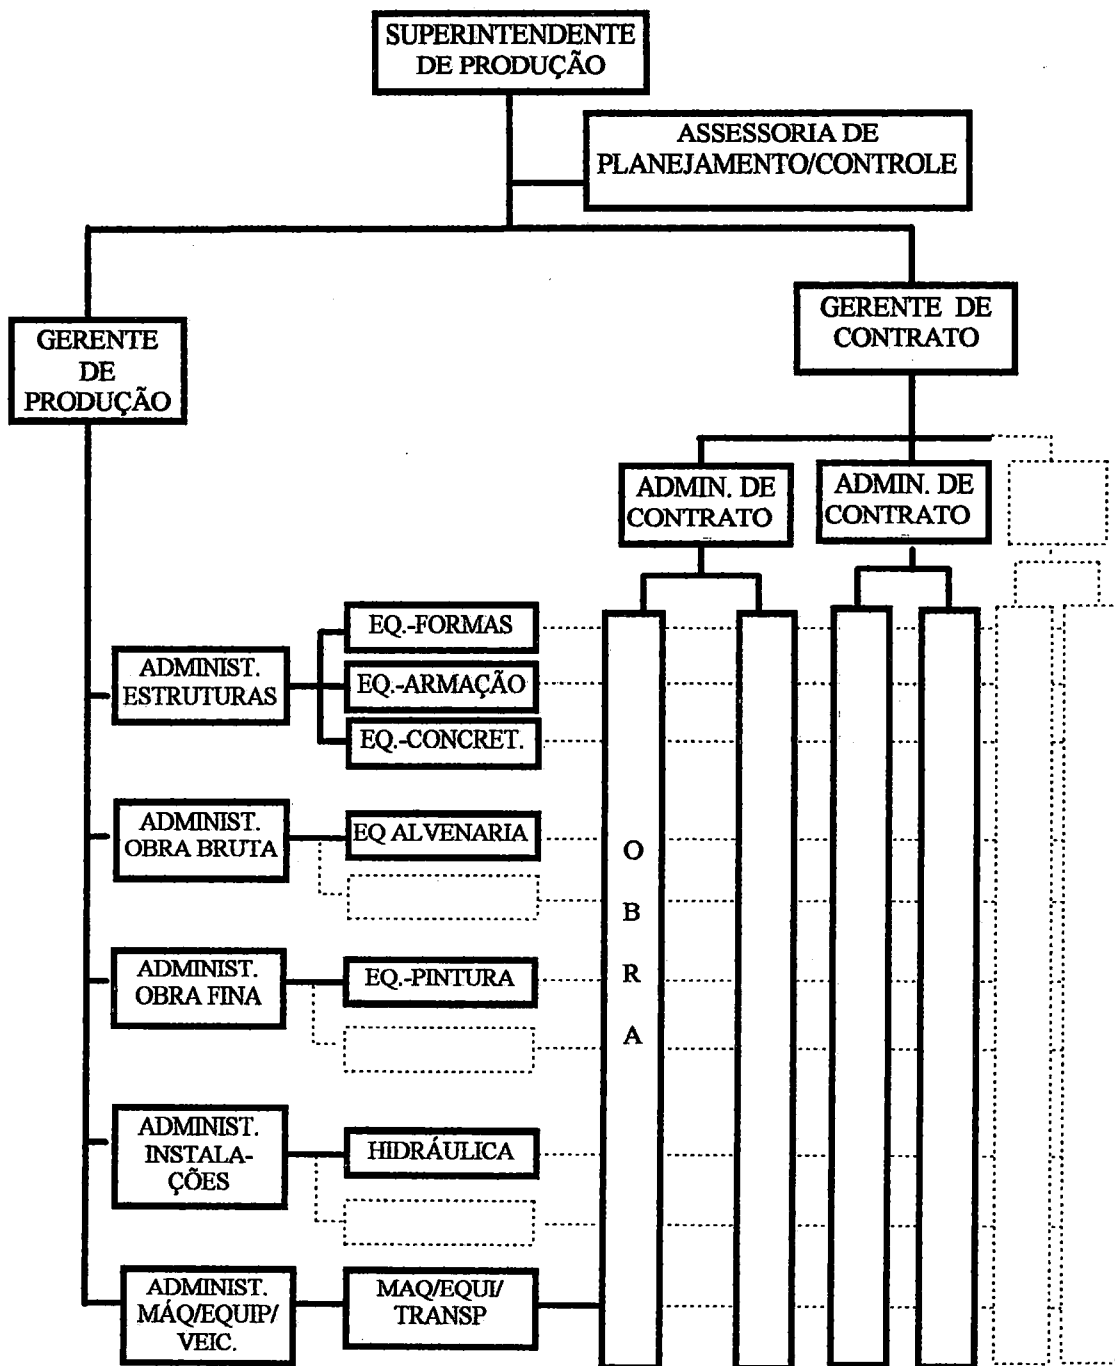 SUPERINTENDENTE
DE PRODUÇÃO
ASSESSORIA DE
PLANEJAMENTO/CONTROLE
GERENTE DE
CONTRATO
GERENTE
DE
PRODUÇÃO
ADMIN. DE
CONTRATO
ADMIN. DE
CONTRATO
ADMINIST.
ESTRUTURAS
EQ.-FORMAS
EQ.-ARMAÇÃO
EQ.-CONCRET.
ADMINIST.
OBRA BRUTA
EQ ALVENARIA
ADMINIST.
OBRA FINA
EQ.-PINTURA
ADMINIST.
INSTALA-
ÇÕES
HIDRÁULICA
ADMINIST.
MÁQ/EQUIP/
VEIC.
MAQ/EQUI/
TRANSP
O
B
R
A